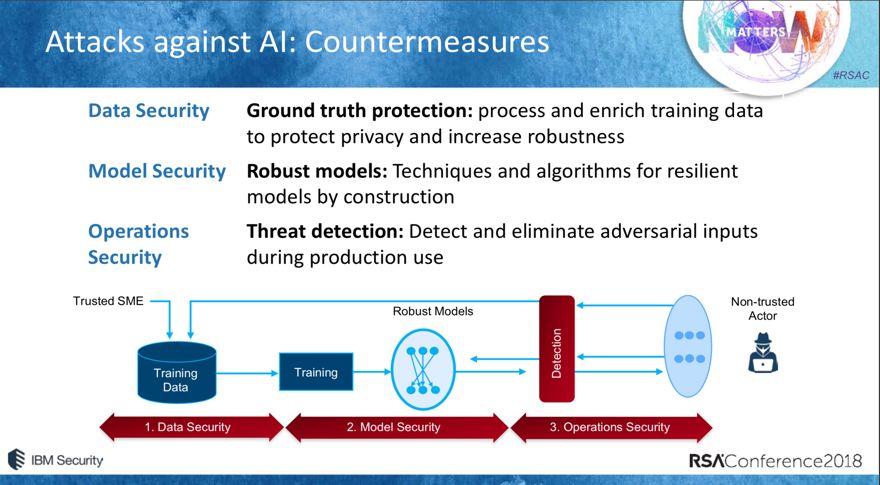 Attacks against AI: Countermeasures
NOW
MATTERS
#RSAC
Data Security
Ground truth protection: process and enrich training data
to protect privacy and increase robustness
Model Security
Robust models: Techniques and algorithms for resilient
models by construction
Operations
Security
Threat detection: Detect and eliminate adversarial inputs
during production use
Trusted SME
Robust Models
Non-trusted
Actor
Training
Data
Training
Detection
1. Data Security
2. Model Security
3. Operations Security
IBM Security
RSAConference2018